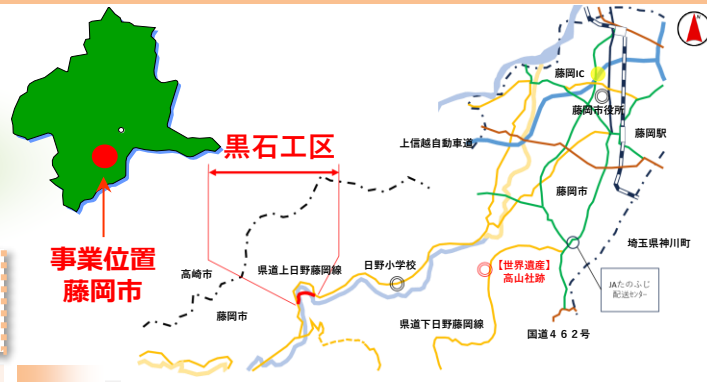 黒石工区
事業位置
藤岡市
藤岡IC
藤岡市役所
藤岡駅
上信越自動車道
藤岡市
埼玉県神川町
高崎市
県道上日野藤岡線
日野小学校
【世界遺産】
高山社跡
JAたのふじ
配送センター
藤岡市
県道下日野藤岡線
国道462号